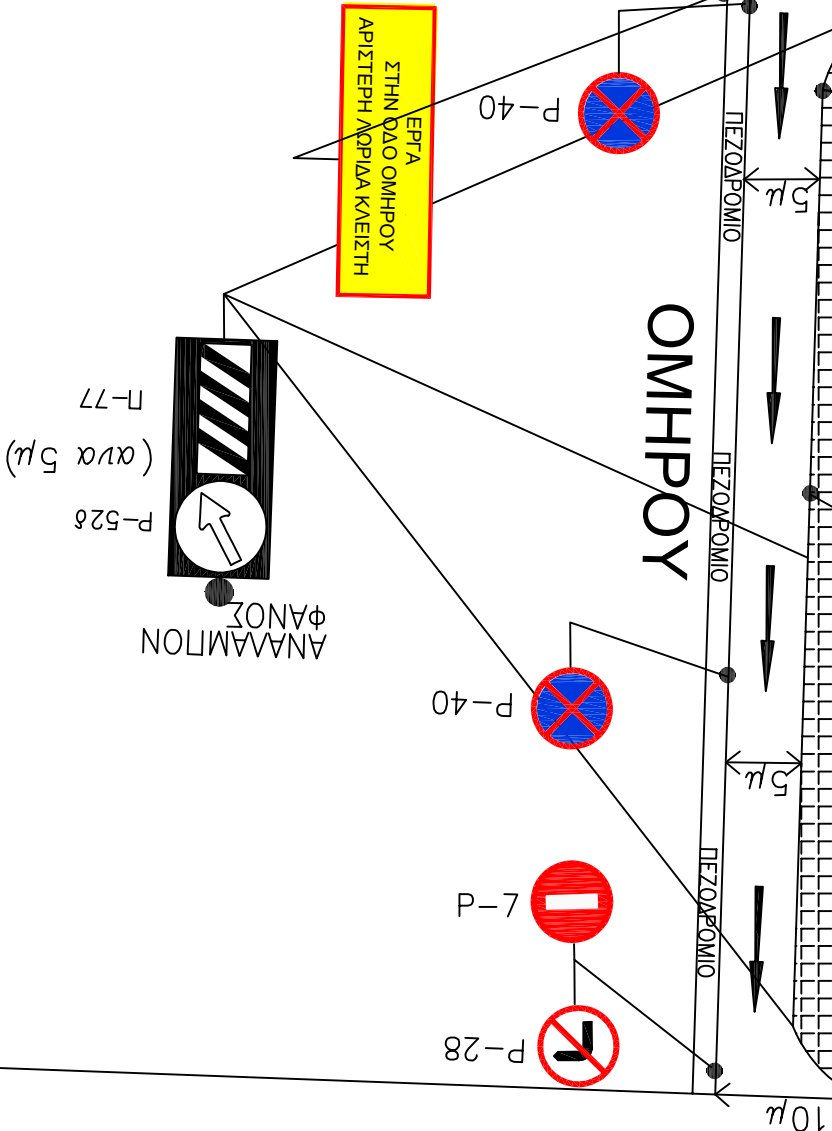 ΕΡΓΑ
ΣΤΗΝ ΟΔΟ ΟΜΗΡΟΥ
ΑΡΙΣΤΕΡΗ ΛΩΡΙΔΑ ΚΛΕΙΣΤΗ
P-40
ΠΕΖΟΔΡΟΜΙΟ
5μ
ΟΜΗΡΟΥ
Π-77
(ανα 5μ)
P-52δ
ΑΝΑΛΑΜΠΟΝ
ΦΑΝΟΣ
ΠΕΖΟΔΡΟΜΙΟ
P-40
5μ
ΠΕΖΟΔΡΟΜΙΟ
P-7
P-28
10μ